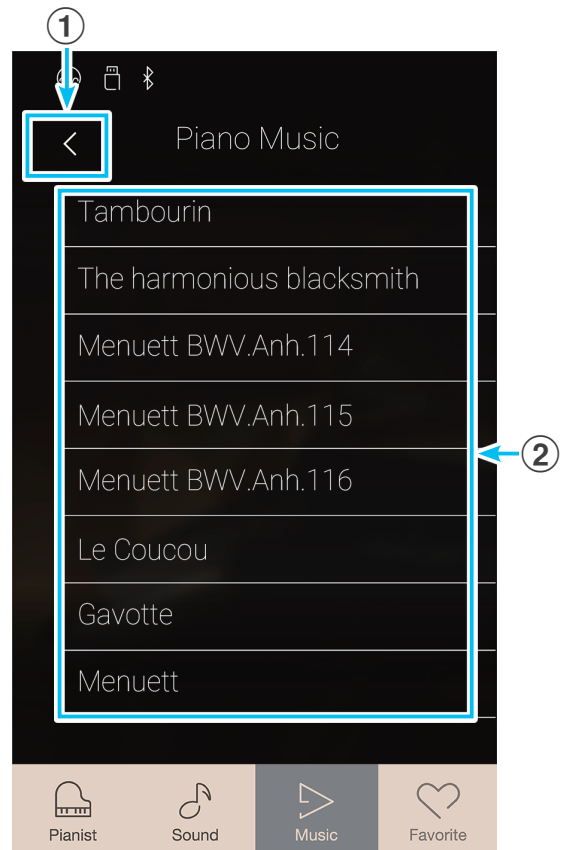 1
Piano Music
Tambourin
The harmonious blacksmith
Menuett BWV.Anh.114
Menuett BWV.Anh.115
Menuett BWV.Anh.116
2
Le Coucou
Gavotte
Menuett
Pianist
Sound
Music
Favorite